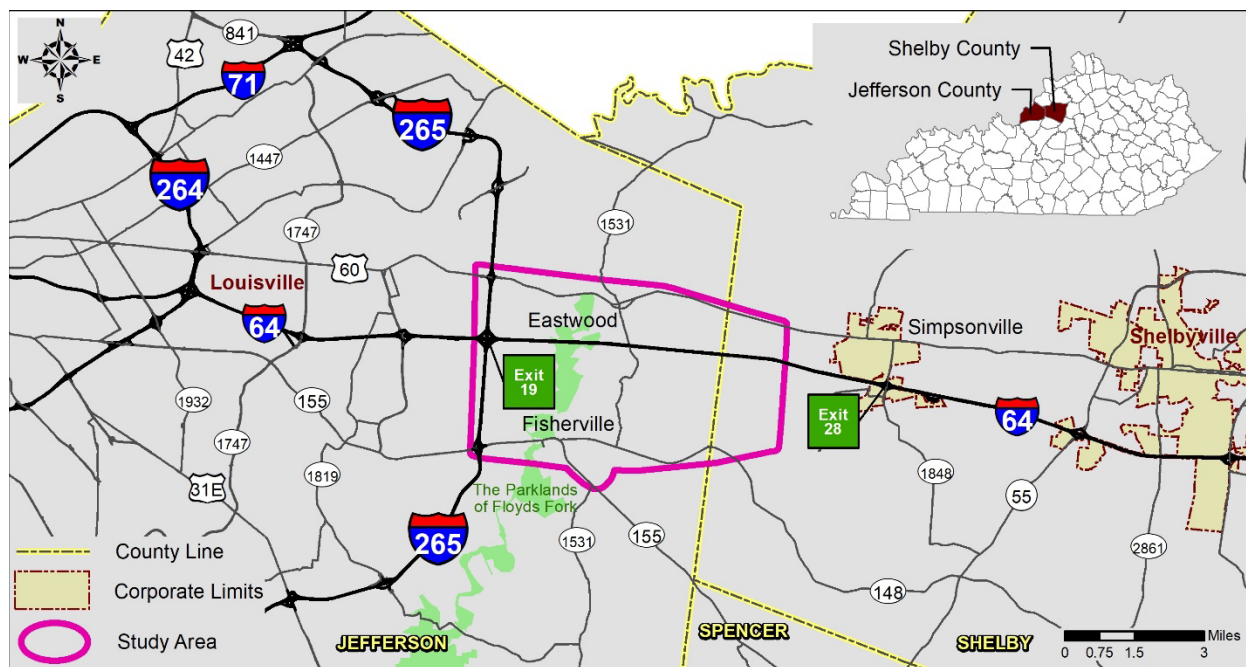 N
W
E
S
42
841
71
265
264
1447
1747
60
Louisville
64
1531
Eastwood
Exit
19
Fisherville
Simpsonville
Shelbyville
Exit
28
64
1932
155
1747
1819
31E
The Parklands
of Floyds Fork
265
1531
155
1848
55
2861
148
Shelby County
Jefferson County
County Line
Corporate Limits
Study Area
JEFFERSON
SPENCER
SHELBY
Miles
0 0.75 1.5 3